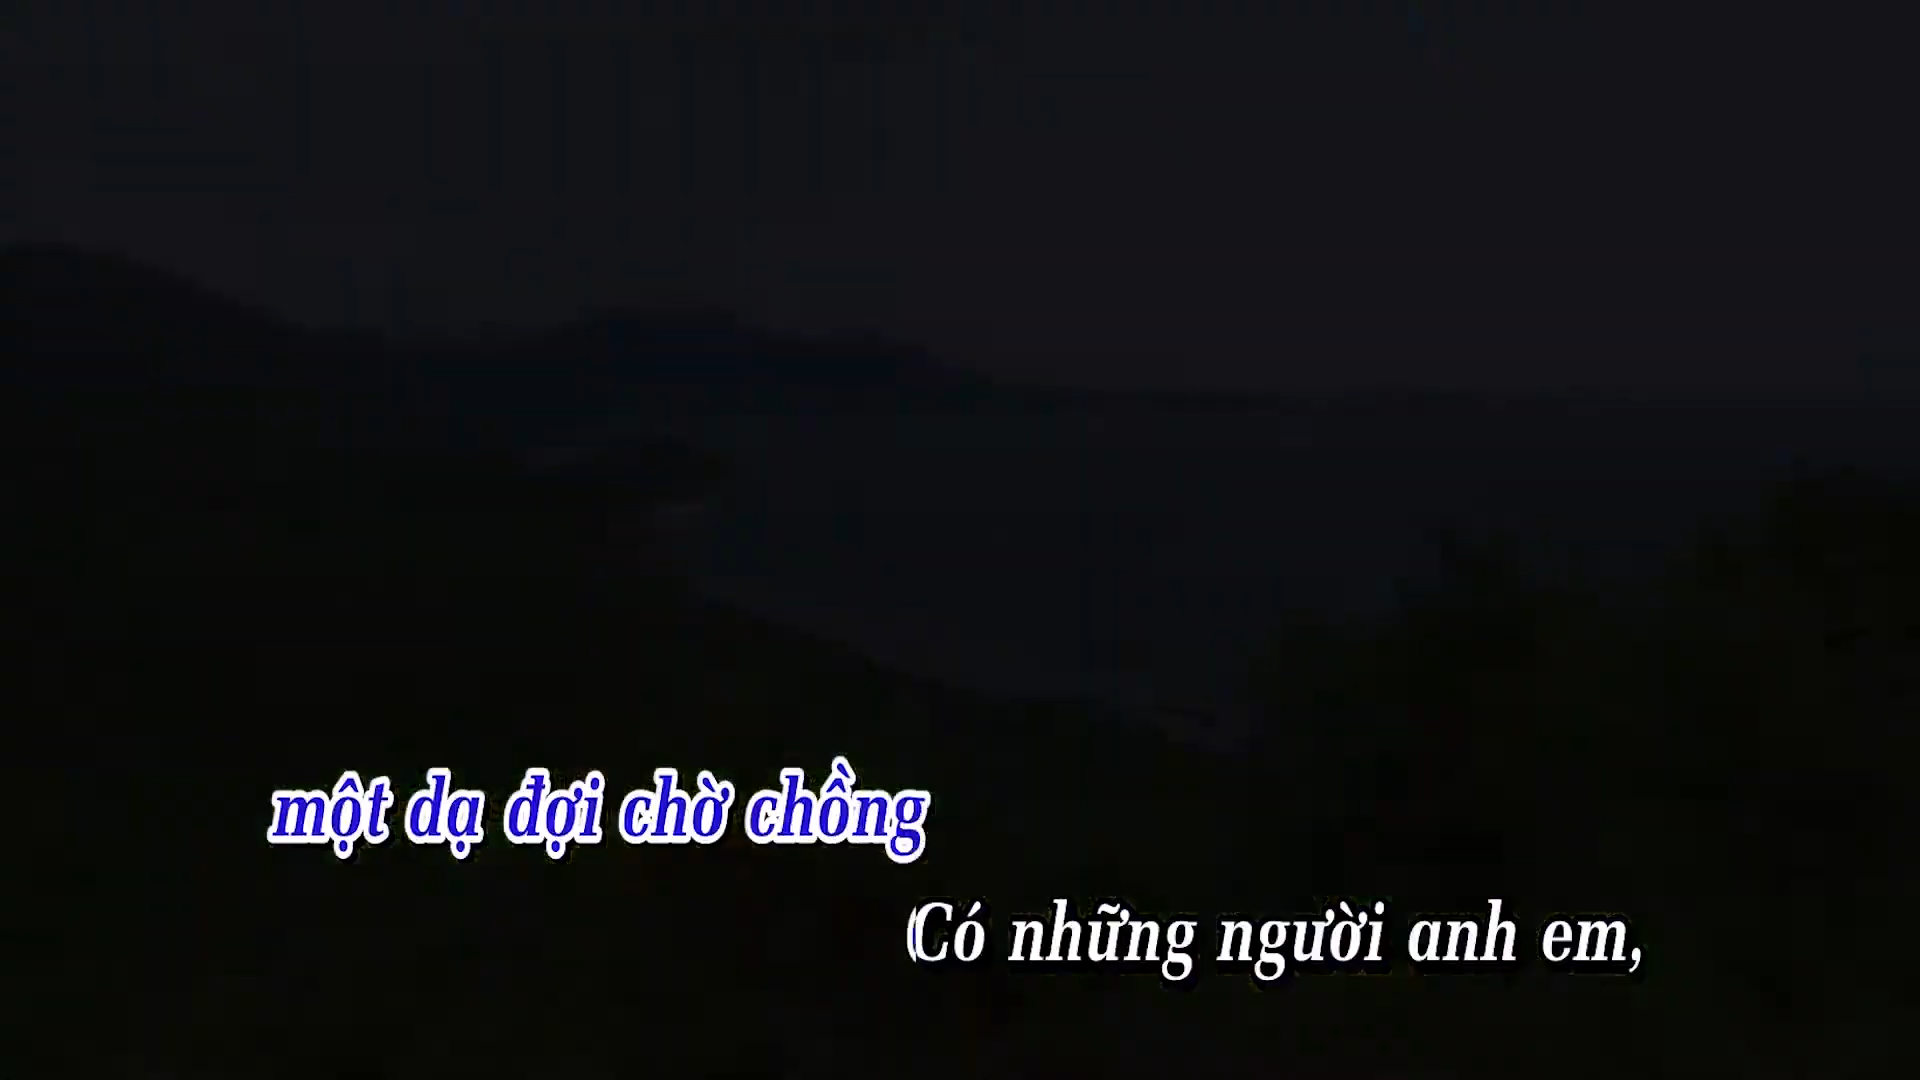 một dạ đợi chờ chồng
Có những người anh em,